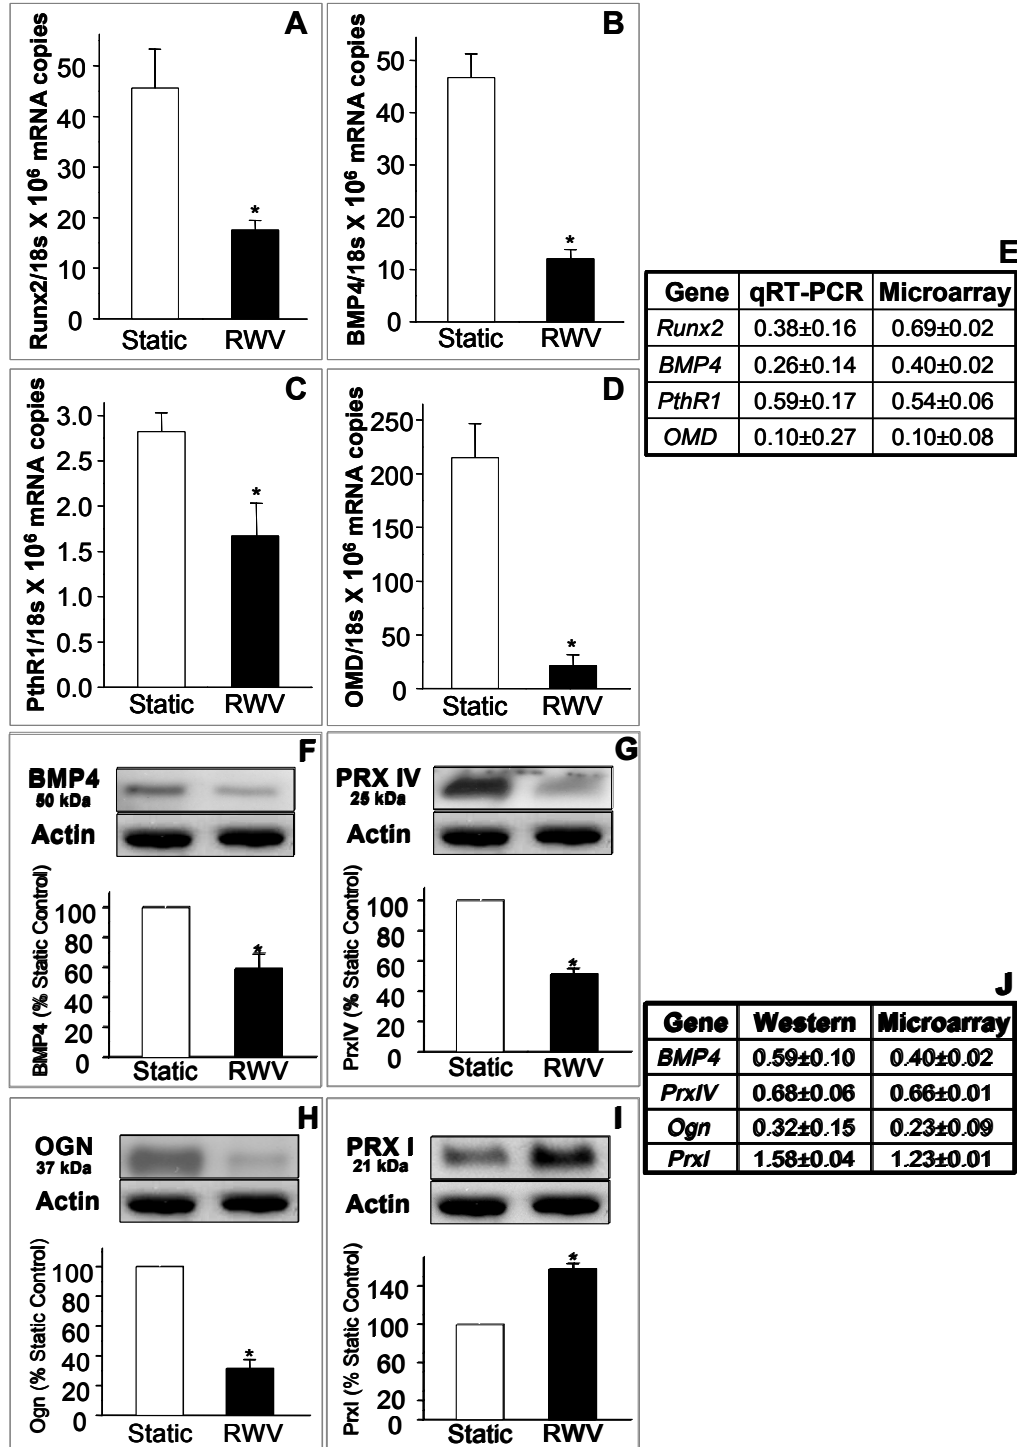 A
Runx2/18s X 10⁶ mRNA copies
50
40
30
20
10
0
*
Static RWV
B
BMP4/18s X 10⁶ mRNA copies
50
40
30
20
10
0
*
Static RWV
C
PthR1/18s X 10⁶ mRNA copies
3.0
2.5
2.0
1.5
1.0
0.5
0.0
*
Static RWV
D
OMD/18s X 10⁶ mRNA copies
250
200
150
100
50
0
*
Static RWV
E
Gene qRT-PCR Microarray
Runx2 0.38±0.16 0.69±0.02
BMP4 0.26±0.14 0.40±0.02
PthR1 0.59±0.17 0.54±0.06
OMD 0.10±0.27 0.10±0.08
F
BMP4
50 kDa
Actin
BMP4 (% Static Control)
100
80
60
40
20
0
*
Static RWV
G
PRX IV
25 kDa
Actin
PrxIV (% Static Control)
100
80
60
40
20
0
*
Static RWV
H
OGN
37 kDa
Actin
Ogn (% Static Control)
100
80
60
40
20
0
*
Static RWV
I
PRX I
21 kDa
Actin
PrxI (% Static Control)
140
100
60
20
0
*
Static RWV
J
Gene Western Microarray
BMP4 0.59±0.10 0.40±0.02
PrxIV 0.68±0.06 0.66±0.01
Ogn 0.32±0.15 0.23±0.09
PrxI 1.58±0.04 1.23±0.01